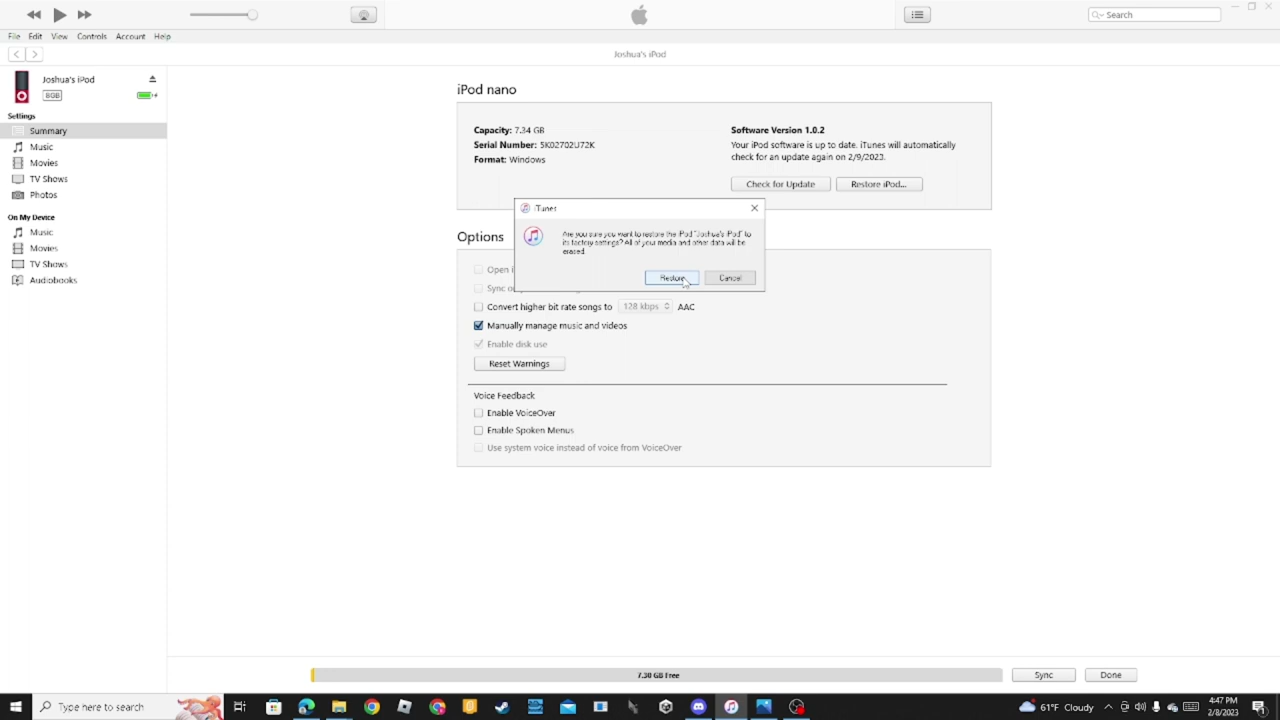 Search
File Edit View Controls Account Help
Joshua's iPod
Joshua's iPod
8GB
Settings
Summary
Music
Movies
TV Shows
Photos
On My Device
Music
Movies
TV Shows
Audiobooks
iPod nano
Capacity: 7.34 GB
Serial Number: 5K02702U72K
Format: Windows
Software Version 1.0.2
Your iPod software is up to date. iTunes will automatically
check for an update again on 2/9/2023.
Check for Update Restore iPod...
iTunes
Are you sure you want to restore the iPod "Joshua's iPod" to
its factory settings? All of your media and other data will be
erased.
Restore Cancel
Options
Open
Sync
Convert higher bit rate songs to 128 kbps AAC
Manually manage music and videos
Enable disk use
Reset Warnings
Voice Feedback
Enable VoiceOver
Enable Spoken Menus
Use system voice instead of voice from VoiceOver
7.30 GB Free
Sync Done
Type here to search
61°F Cloudy
4:47 PM
2/8/2023